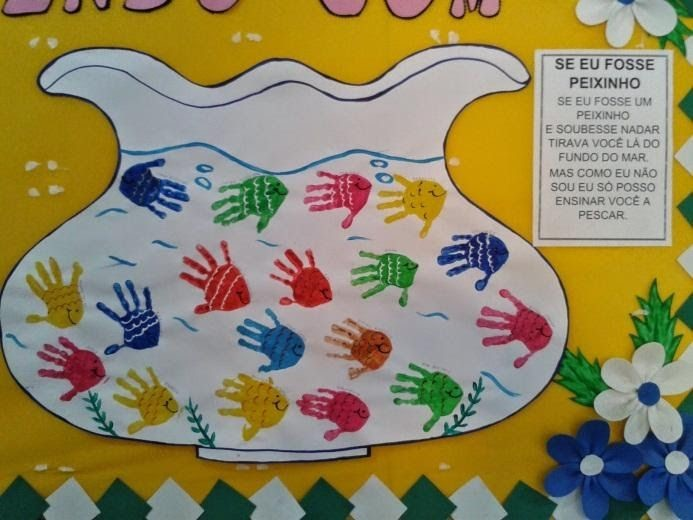 COM
SE EU FOSSE
PEIXINHO
SE EU FOSSE UM
PEIXINHO
E SOUBESSE NADAR
TIRAVA VOCÊ LÁ DO
FUNDO DO MAR.
MAS COMO EU NÃO
SOU EU SÓ POSSO
ENSINAR VOCÊ A
PESCAR.